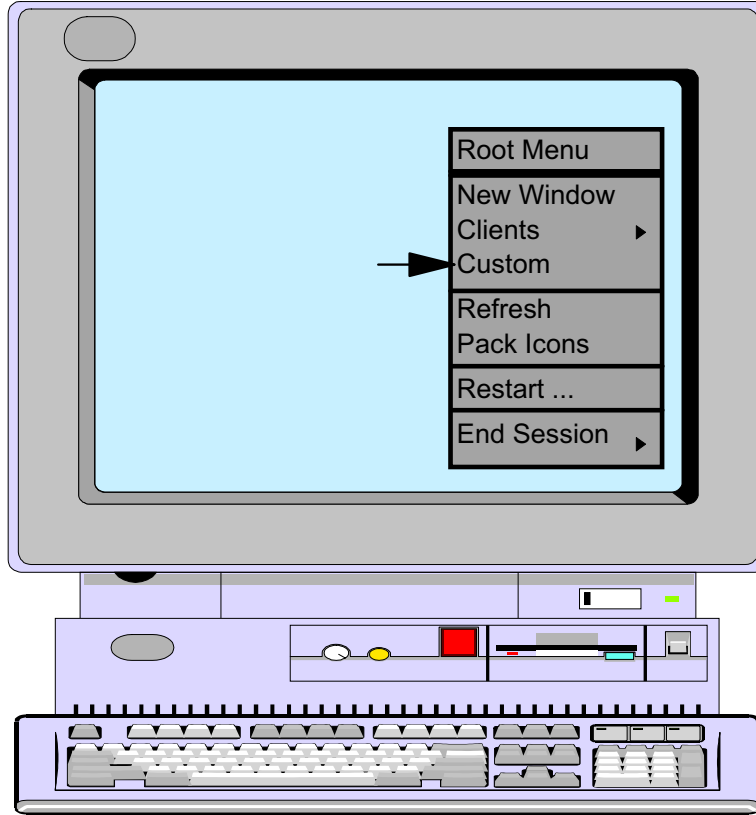 Root Menu
New Window
Clients
Custom
Refresh
Pack Icons
Restart ...
End Session